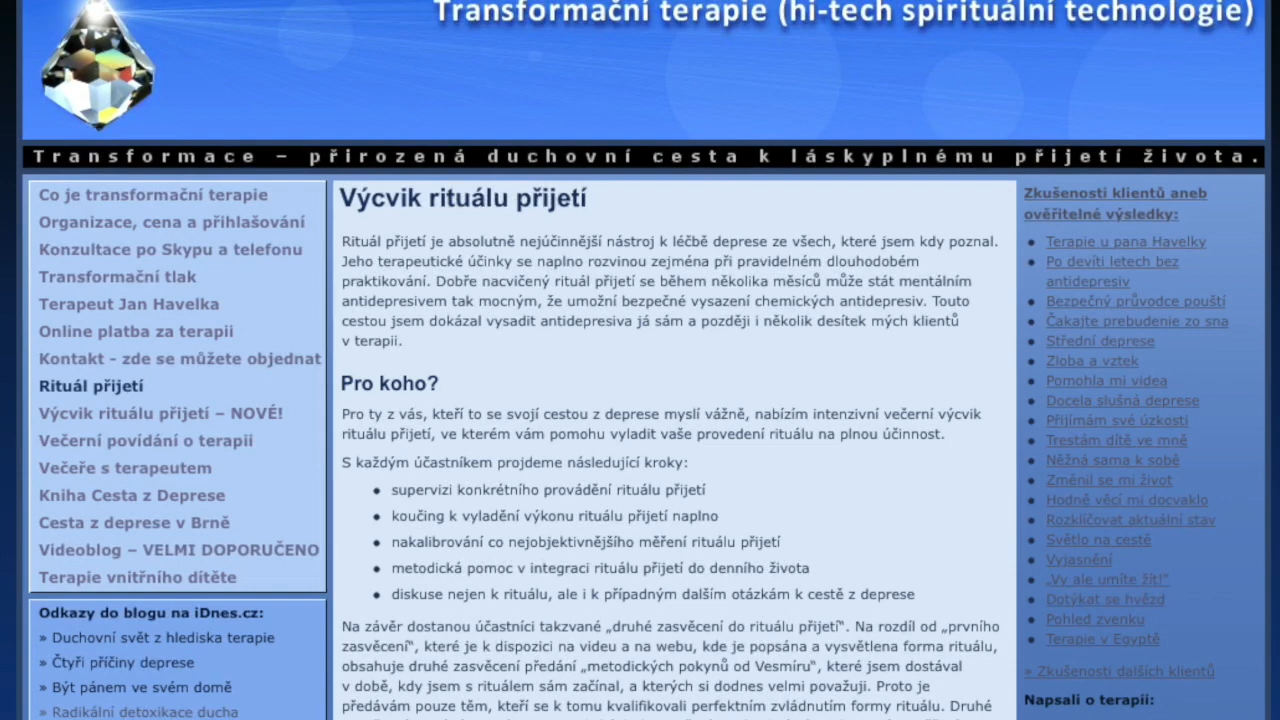 Transformační terapie (hi-tech spirituální technologie)
Transformace – přirozená duchovní cesta k láskyplnému přijetí života.
Co je transformační terapie
Organizace, cena a přihlašování
Konzultace po Skypu a telefonu
Transformační tlak
Terapeut Jan Havelka
Online platba za terapii
Kontakt - zde se můžete objednat
Rituál přijetí
Výcvik rituálu přijetí – NOVÉ!
Večerní povídání o terapii
Večeře s terapeutem
Kniha Cesta z Deprese
Cesta z deprese v Brně
Videoblog – VELMI DOPORUČENO
Terapie vnitřního dítěte
Odkazy do blogu na iDnes.cz:
» Duchovní svět z hlediska terapie
» Čtyři příčiny deprese
» Být pánem ve svém domě
» Radikální detoxikace ducha
Výcvik rituálu přijetí
Rituál přijetí je absolutně nejúčinnější nástroj k léčbě deprese ze všech, které jsem kdy poznal.
Jeho terapeutické účinky se naplno rozvinou zejména při pravidelném dlouhodobém
praktikování. Dobře nacvičený rituál přijetí se během několika měsíců může stát mentálním
antidepresivem tak mocným, že umožní bezpečné vysazení chemických antidepresiv. Touto
cestou jsem dokázal vysadit antidepresiva já sám a později i několik desítek mých klientů
v terapii.
Pro koho?
Pro ty z vás, kteří to se svojí cestou z deprese myslí vážně, nabízím intenzivní večerní výcvik
rituálu přijetí, ve kterém vám pomohu vyladit vaše provedení rituálu na plnou účinnost.
S každým účastníkem projdeme následující kroky:
• supervizi konkrétního provádění rituálu přijetí
• koučing k vyladění výkonu rituálu přijetí naplno
• nakalibrování co nejobjektivnějšího měření rituálu přijetí
• metodická pomoc v integraci rituálu přijetí do denního života
• diskuse nejen k rituálu, ale i k případným dalším otázkám k cestě z deprese
Na závěr dostanou účastníci takzvané „druhé zasvěcení do rituálu přijetí“. Na rozdíl od „prvního
zasvěcení“, které je k dispozici na videu a na webu, kde je popsána a vysvětlena forma rituálu,
obsahuje druhé zasvěcení předání „metodických pokynů od Vesmíru“, které jsem dostával
v době, kdy jsem s rituálem sám začínal, a kterých si dodnes velmi považuji. Proto je
předávám pouze těm, kteří se k tomu kvalifikovali perfektním zvládnutím formy rituálu. Druhé
Zkušenosti klientů aneb
ověřitelné výsledky:
• Terapie u pana Havelky
• Po devíti letech bez
antidepresiv
• Bezpečný průvodce pouští
• Čakajte prebudenie zo sna
• Střední deprese
• Zloba a vztek
• Pomohla mi videa
• Docela slušná deprese
• Přijímám své úzkosti
• Trestám dítě ve mně
• Něžná sama k sobě
• Změnil se mi život
• Hodně věcí mi docvaklo
• Rozklíčovat aktuální stav
• Světlo na cestě
• Vyjasnění
• „Vy ale umíte žít!“
• Dotýkat se hvězd
• Pohled zvenku
• Terapie v Egyptě
» Zkušenosti dalších klientů
Napsali o terapii: